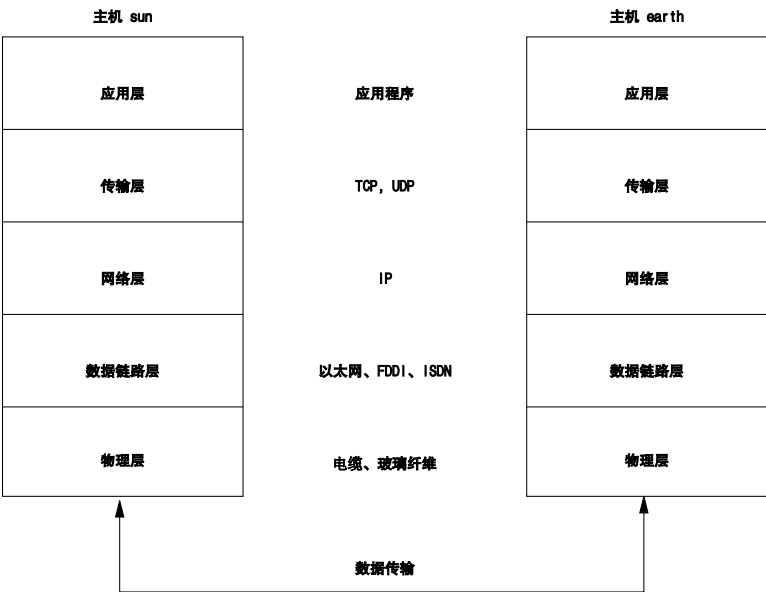 主机 sun 主机 earth
应用层 应用程序 应用层
传输层 TCP, UDP 传输层
网络层 IP 网络层
数据链路层 以太网、FDDI、ISDN 数据链路层
物理层 电缆、玻璃纤维 物理层
数据传输